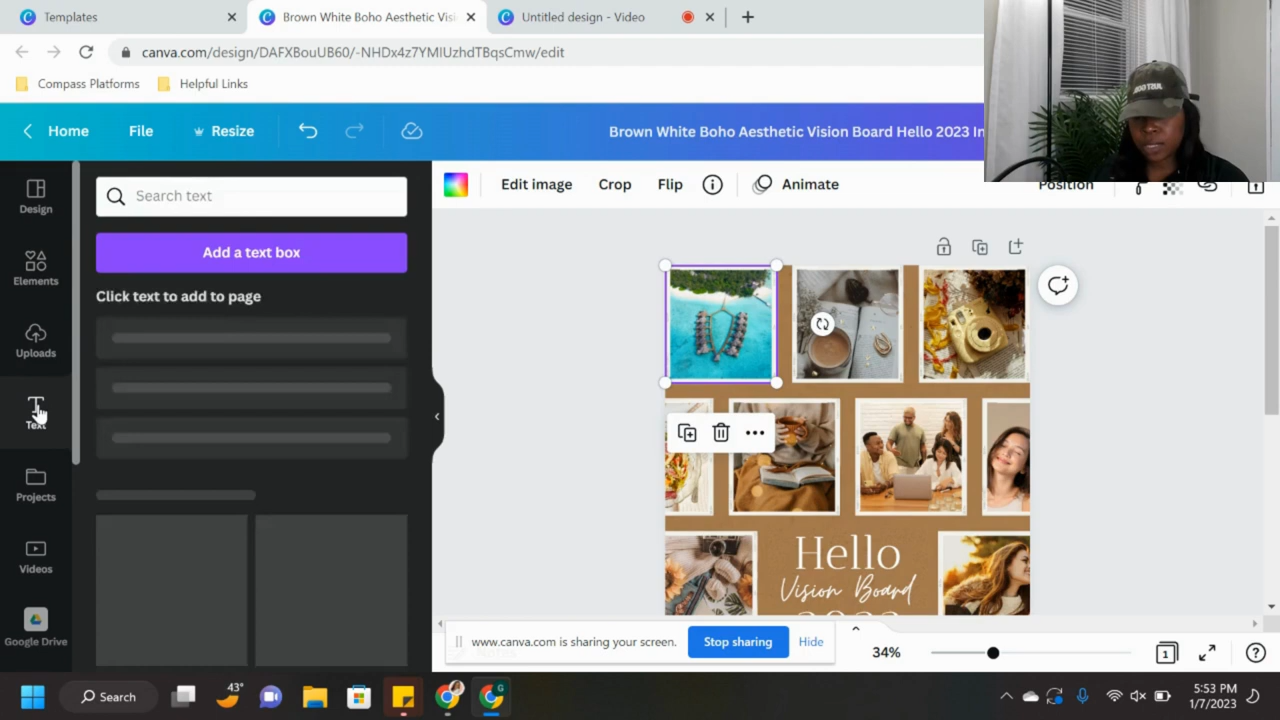 Templates
Brown White Boho Aesthetic Visi
Untitled design - Video
canva.com/design/DAFXBouUB60/-NHDx4z7YMIUzhdTBqsCmw/edit
Compass Platforms
Helpful Links
Home
File
Resize
Brown White Boho Aesthetic Vision Board Hello 2023 In
Design
Elements
Uploads
Text
Projects
Videos
Google Drive
Search text
Add a text box
Click text to add to page
Edit image
Crop
Flip
Animate
Position
Hello
Vision Board
2023
www.canva.com is sharing your screen.
Stop sharing
Hide
34%
1
Search
43°
G
5:53 PM
1/7/2023